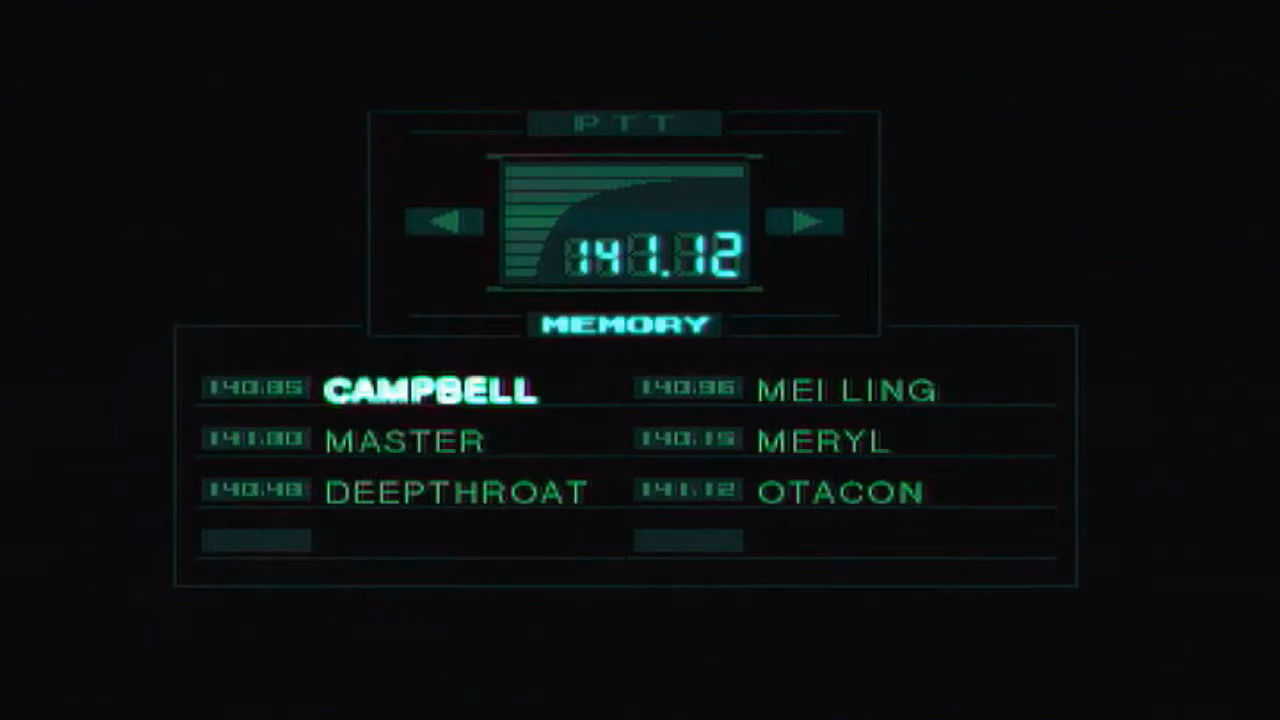 PTT
141.12
MEMORY
140.85 CAMPBELL 140.96 MEI LING
141.80 MASTER 140.15 MERYL
140.48 DEEPTHROAT 141.12 OTACON